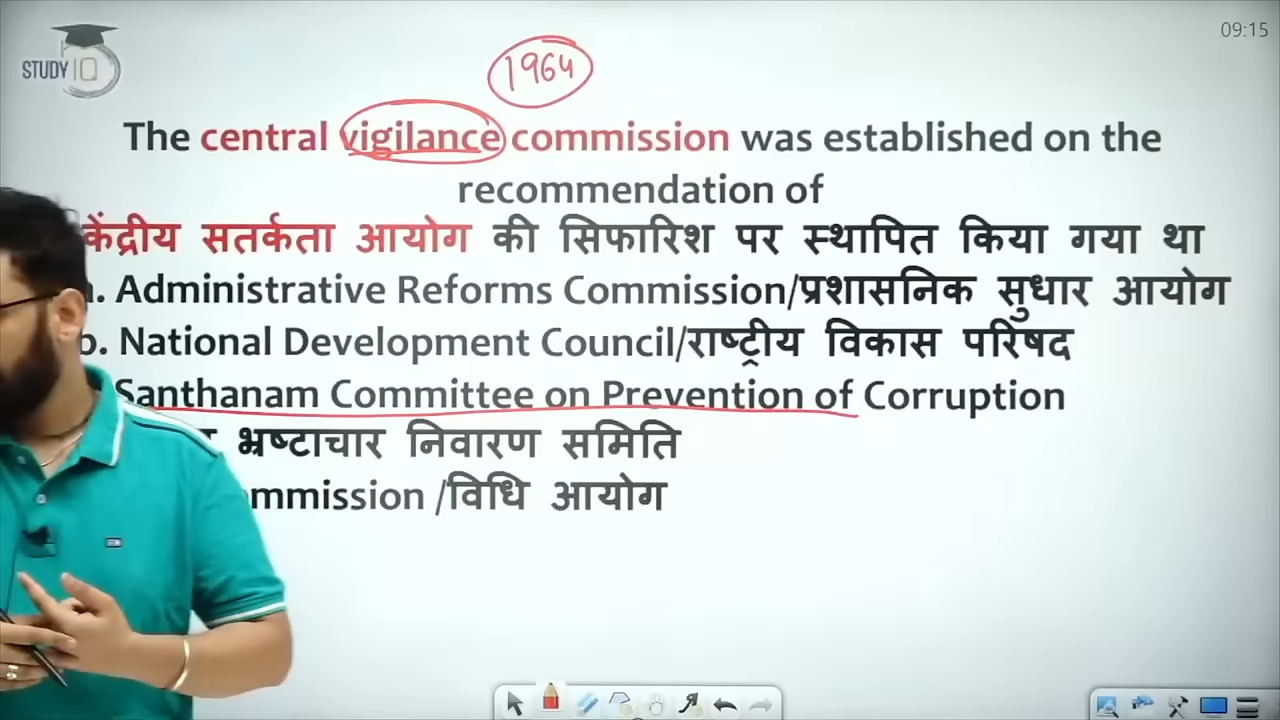 09:15
STUDY IQ
1964
The central vigilance commission was established on the
recommendation of
केंद्रीय सतर्कता आयोग की सिफारिश पर स्थापित किया गया था
Administrative Reforms Commission/प्रशासनिक सुधार आयोग
b. National Development Council/राष्ट्रीय विकास परिषद
Santhanam Committee on Prevention of Corruption
भ्रष्टाचार निवारण समिति
/विधि आयोग